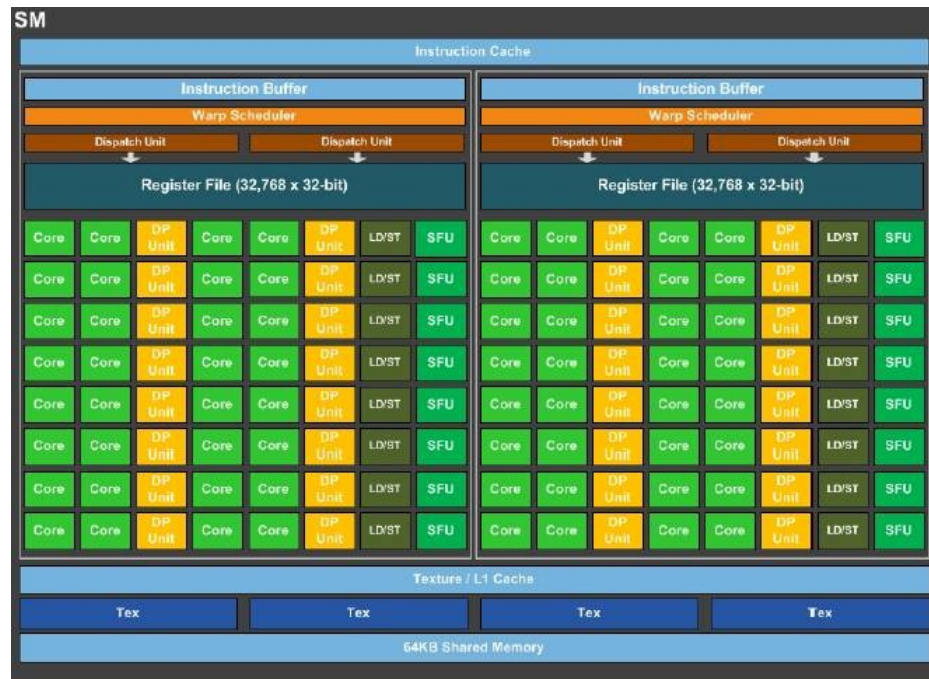 SM
Instruction Cache
Instruction Buffer Instruction Buffer
Warp Scheduler Warp Scheduler
Dispatch Unit Dispatch Unit Dispatch Unit Dispatch Unit
Register File (32,768 x 32-bit) Register File (32,768 x 32-bit)
Core Core DP Unit Core Core DP Unit LD/ST SFU Core Core DP Unit Core Core DP Unit LD/ST SFU
Core Core DP Unit Core Core DP Unit LD/ST SFU Core Core DP Unit Core Core DP Unit LD/ST SFU
Core Core DP Unit Core Core DP Unit LD/ST SFU Core Core DP Unit Core Core DP Unit LD/ST SFU
Core Core DP Unit Core Core DP Unit LD/ST SFU Core Core DP Unit Core Core DP Unit LD/ST SFU
Core Core DP Unit Core Core DP Unit LD/ST SFU Core Core DP Unit Core Core DP Unit LD/ST SFU
Core Core DP Unit Core Core DP Unit LD/ST SFU Core Core DP Unit Core Core DP Unit LD/ST SFU
Core Core DP Unit Core Core DP Unit LD/ST SFU Core Core DP Unit Core Core DP Unit LD/ST SFU
Core Core DP Unit Core Core DP Unit LD/ST SFU Core Core DP Unit Core Core DP Unit LD/ST SFU
Texture / L1 Cache
Tex Tex Tex Tex
64KB Shared Memory